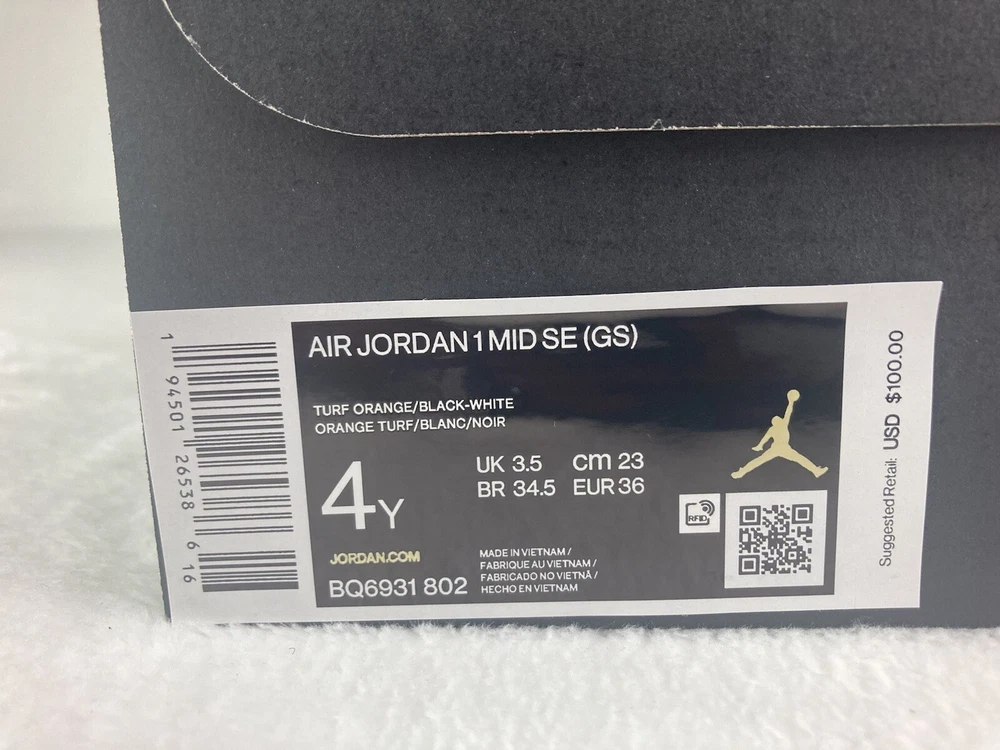 AIR JORDAN 1 MID SE (GS)
TURF ORANGE/BLACK-WHITE
ORANGE TURF/BLANC/NOIR
4Y
UK 3.5 cm 23
BR 34.5 EUR 36
JORDAN.COM
BQ6931 802
MADE IN VIETNAM /
FABRIQUE AU VIETNAM /
FABRICADO NO VIETNÃ /
HECHO EN VIETNAM
RFID
Suggested Retail: USD $100.00
1 94501 26538 6 16